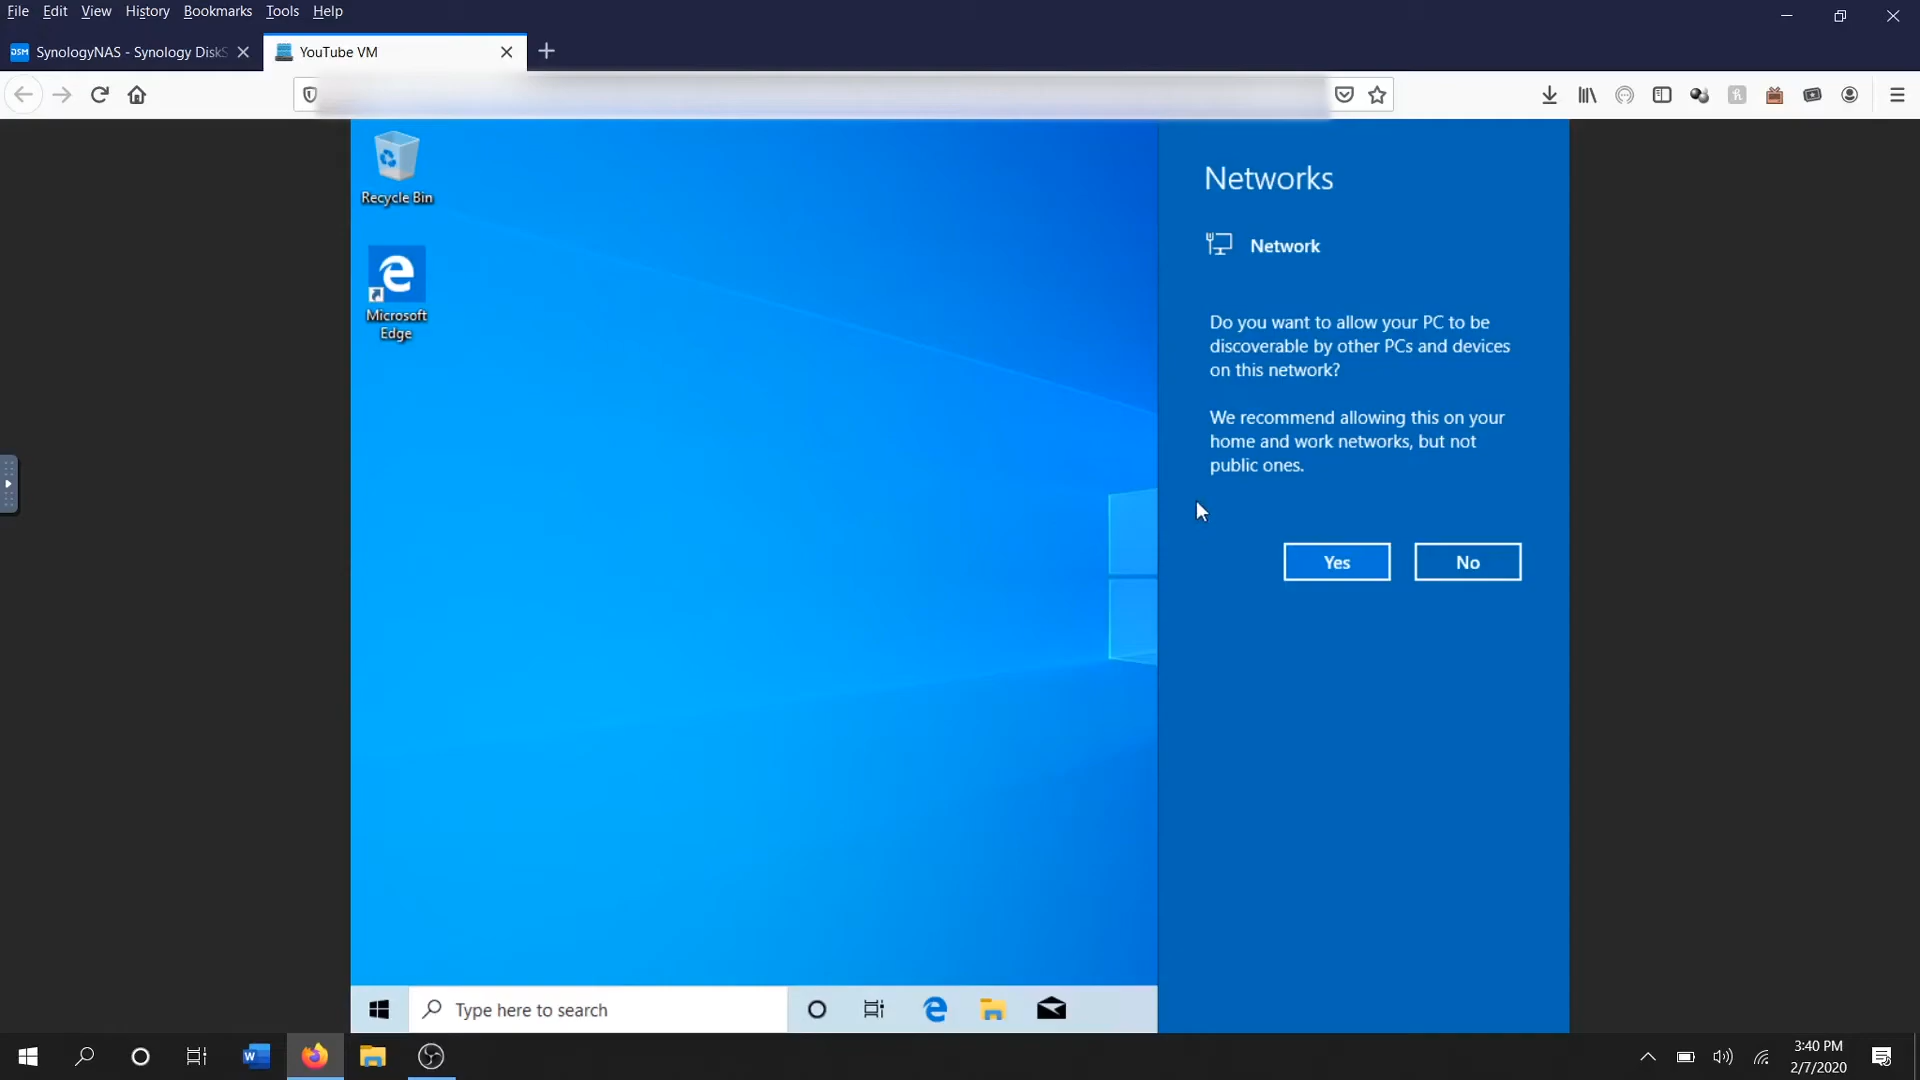 File Edit View History Bookmarks Tools Help
SynologyNAS - Synology DiskS
YouTube VM
Recycle Bin
Microsoft
Edge
Networks
Network
Do you want to allow your PC to be
discoverable by other PCs and devices
on this network?
We recommend allowing this on your
home and work networks, but not
public ones.
Yes No
Type here to search
3:40 PM
2/7/2020